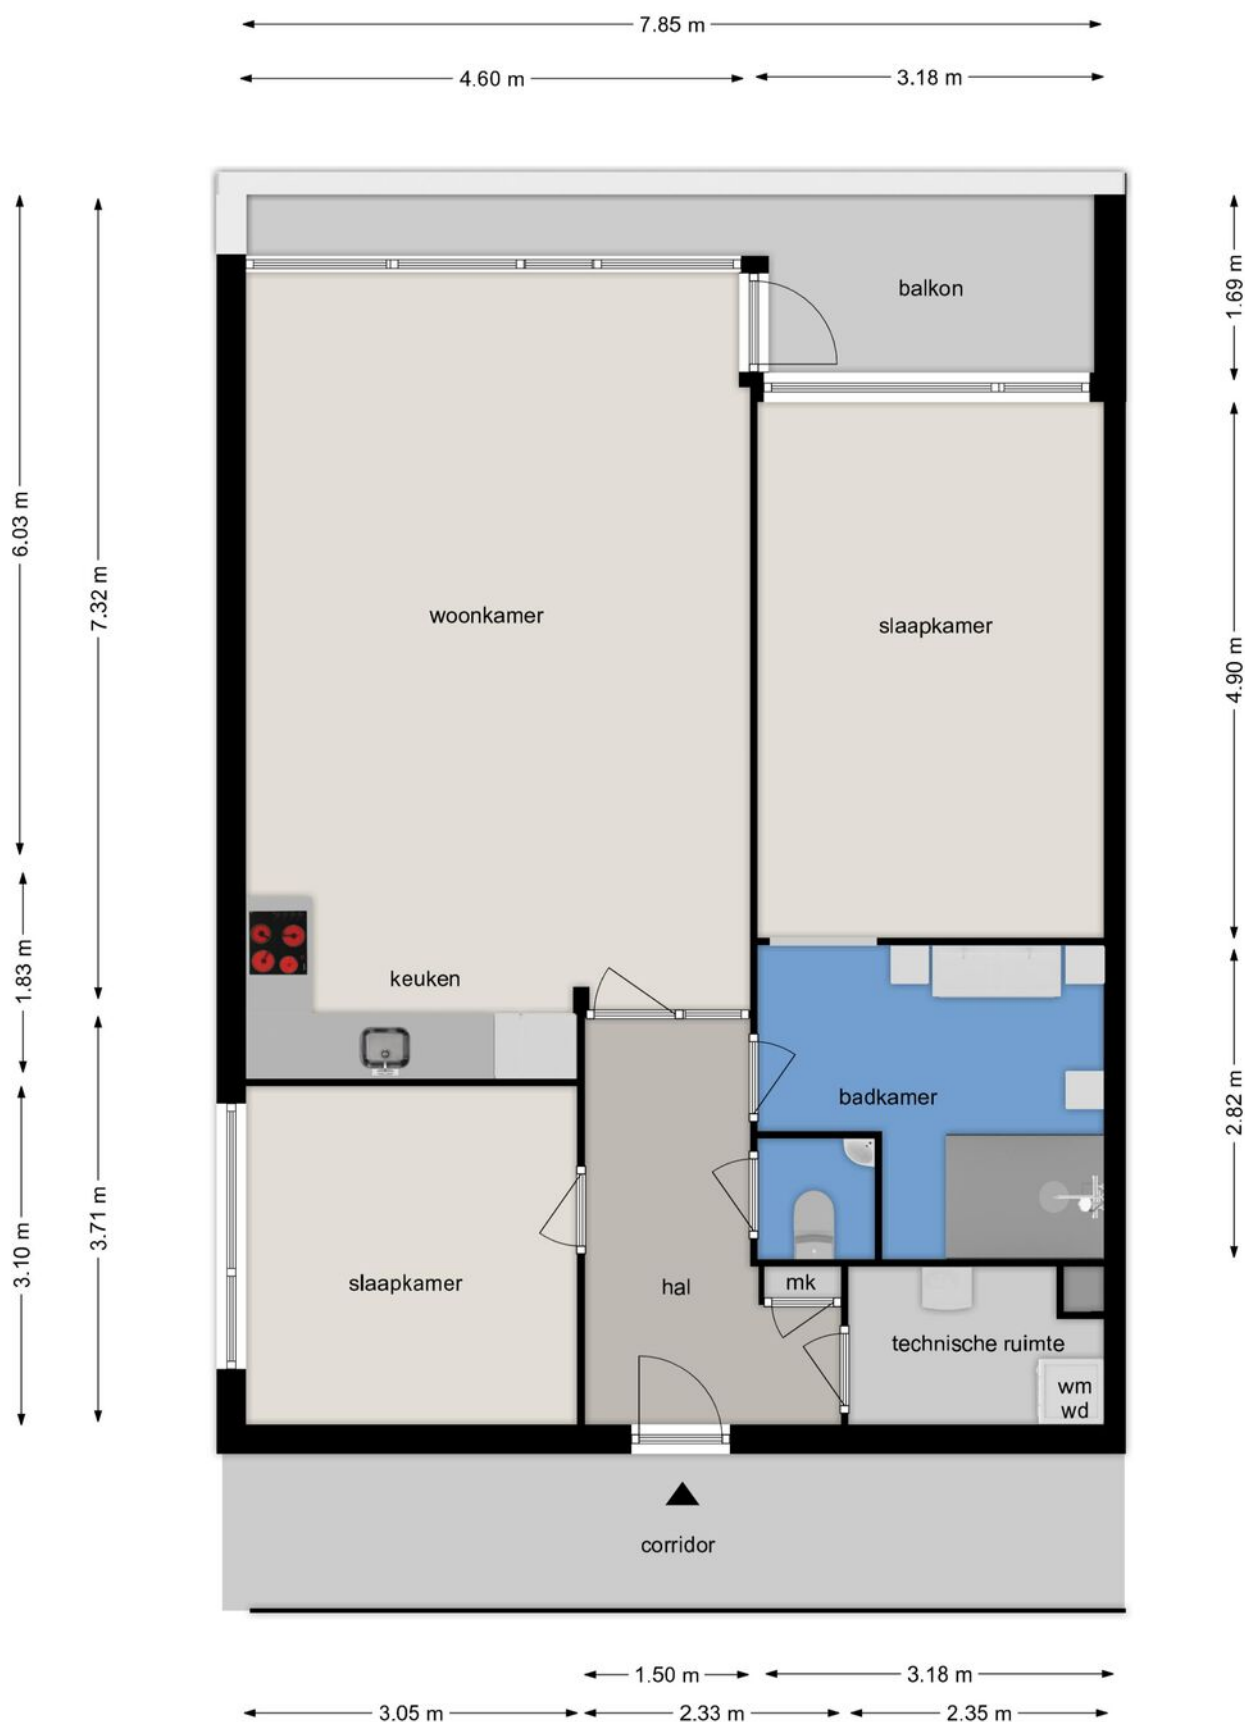 7.85 m
4.60 m
3.18 m
balkon
1.69 m
6.03 m
7.32 m
woonkamer
slaapkamer
4.90 m
keuken
1.83 m
badkamer
2.82 m
3.10 m
3.71 m
slaapkamer
hal
mk
technische ruimte
wm
wd
corridor
1.50 m
3.18 m
3.05 m
2.33 m
2.35 m